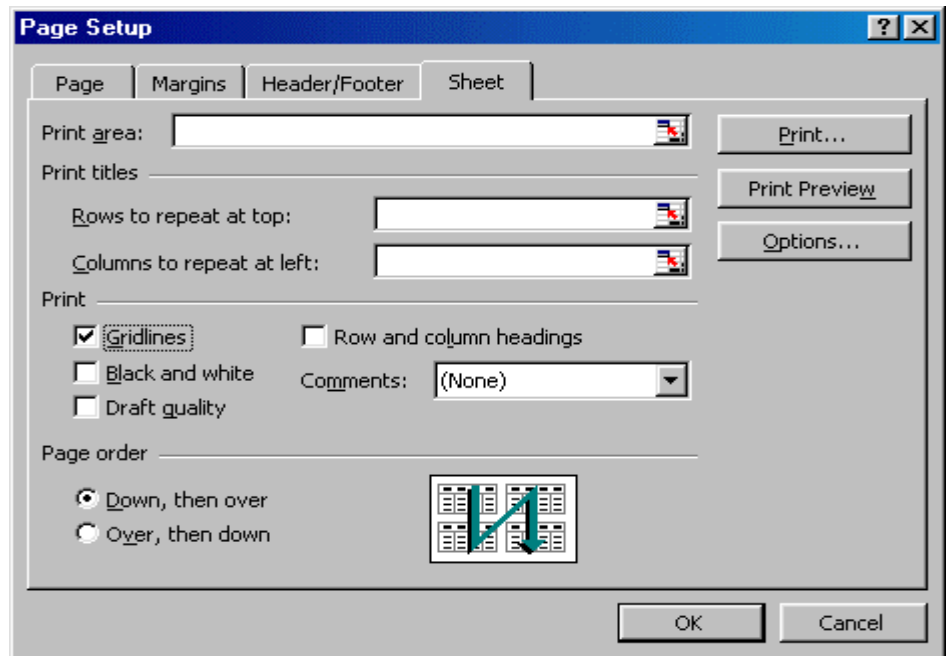 Page Setup
Page Margins Header/Footer Sheet
Print area:
Print...
Print titles
Print Preview
Rows to repeat at top:
Options...
Columns to repeat at left:
Print
Gridlines Row and column headings
Black and white Comments: (None)
Draft quality
Page order
Down, then over
Over, then down
OK Cancel